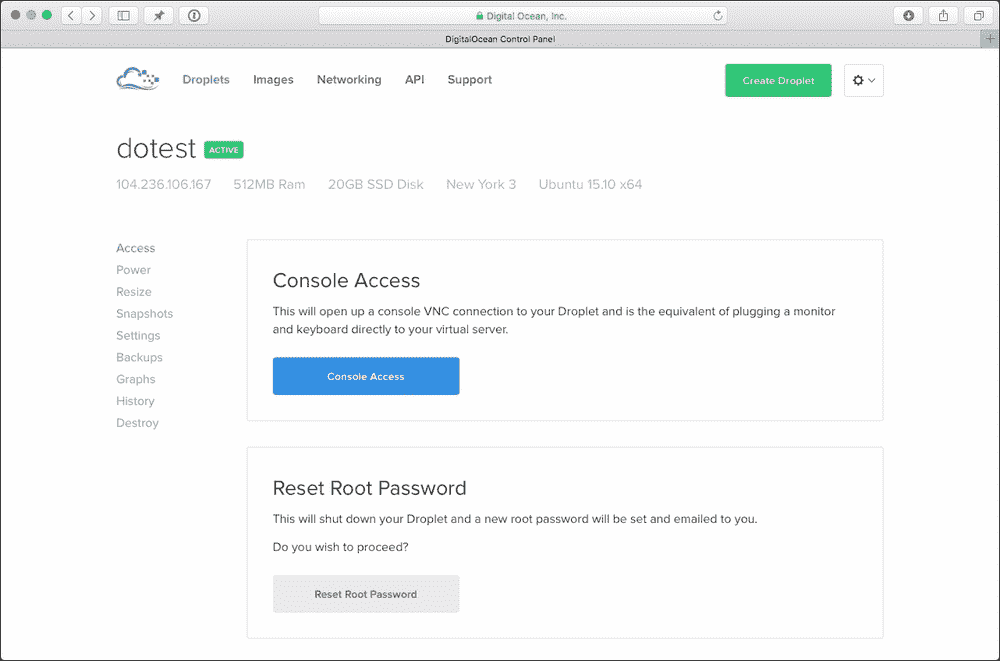 Digital Ocean, Inc.
DigitalOcean Control Panel
Droplets Images Networking API Support Create Droplet
dotest ACTIVE
104.236.106.167 512MB Ram 20GB SSD Disk New York 3 Ubuntu 15.10 x64
Access
Power
Resize
Snapshots
Settings
Backups
Graphs
History
Destroy
Console Access
This will open up a console VNC connection to your Droplet and is the equivalent of plugging a monitor
and keyboard directly to your virtual server.
Console Access
Reset Root Password
This will shut down your Droplet and a new root password will be set and emailed to you.
Do you wish to proceed?
Reset Root Password